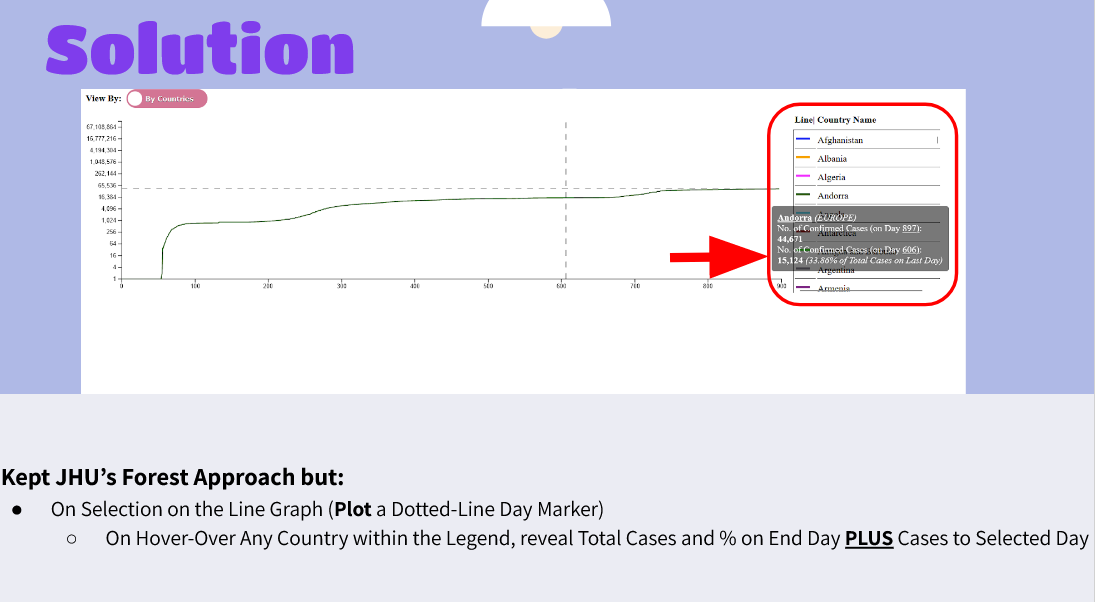 Solution
View By: By Countries
67,108,864
16,777,216
4,194,304
1,048,576
262,144
65,536
16,384
4,096
1,024
256
64
16
4
1
0 100 200 300 400 500 600 700 800 900
Line| Country Name
Afghanistan
Albania
Algeria
Andorra
Andorra (EUROPE)
No. of Confirmed Cases (on Day 897):
44,671
No. of Confirmed Cases (on Day 606):
15,124 (33.86% of Total Cases on Last Day)
Argentina
Armenia
Kept JHU’s Forest Approach but:
● On Selection on the Line Graph (Plot a Dotted-Line Day Marker)
○ On Hover-Over Any Country within the Legend, reveal Total Cases and % on End Day PLUS Cases to Selected Day